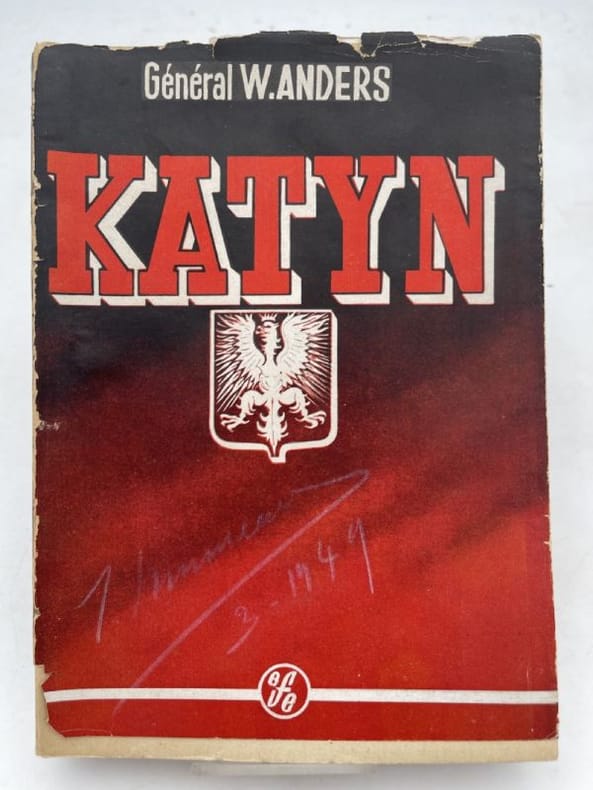 Général W.ANDERS
KATYN
3-1949
efe